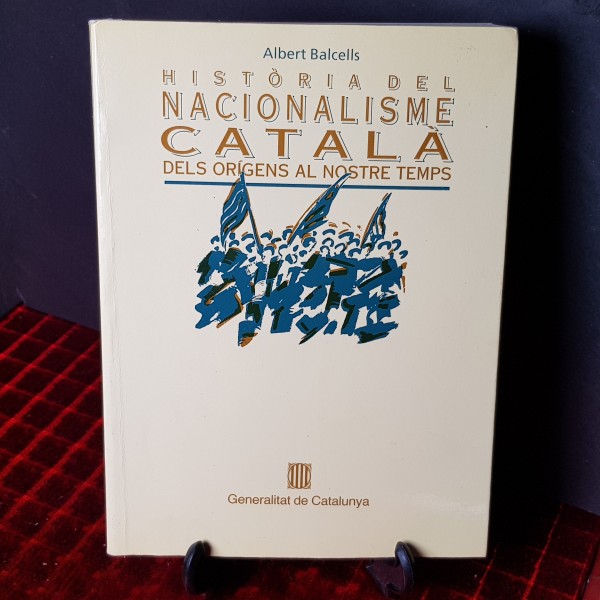 Albert Balcells
HISTÒRIA DEL
NACIONALISME
CATALÀ
DELS ORÍGENS AL NOSTRE TEMPS
Generalitat de Catalunya